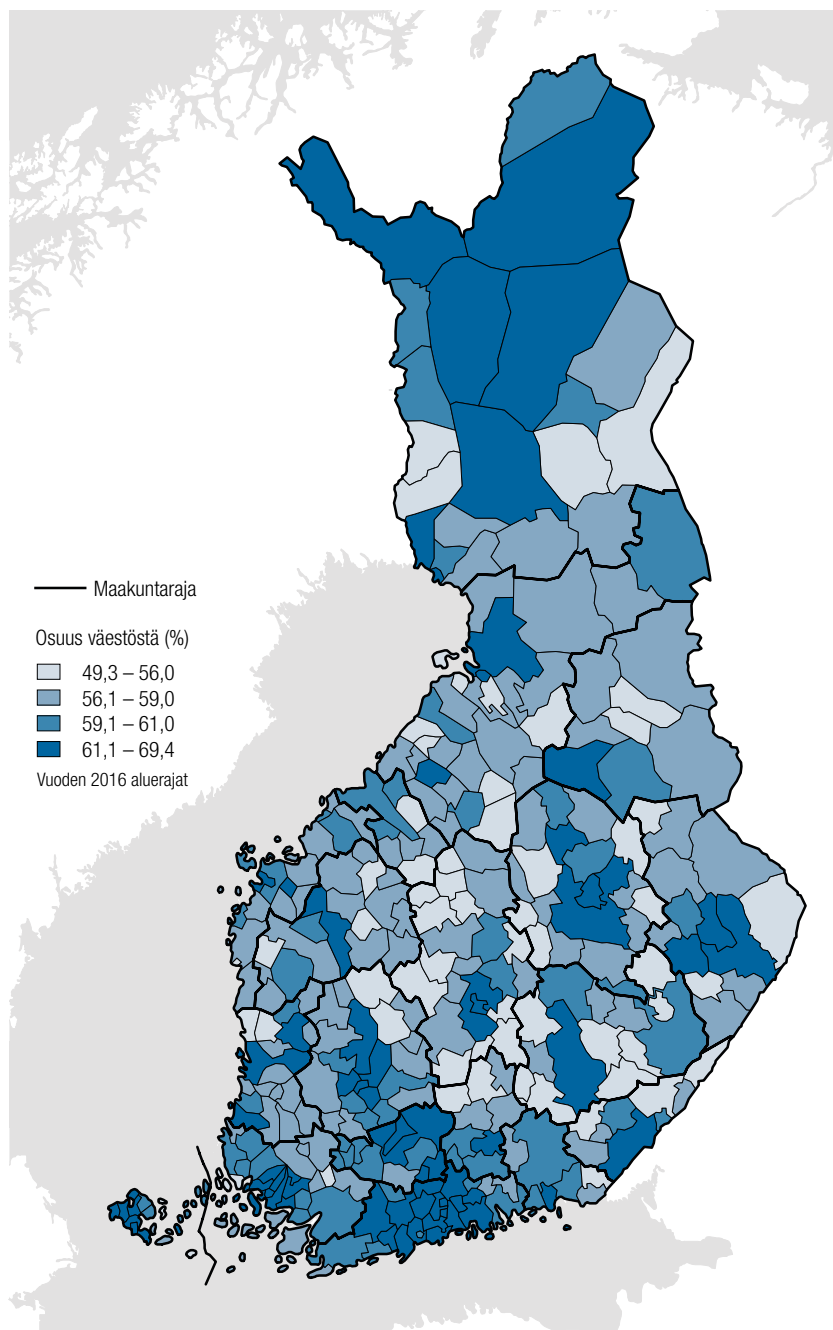 Maakuntaraja
Osuus väestöstä (%)
49,3 – 56,0
56,1 – 59,0
59,1 – 61,0
61,1 – 69,4
Vuoden 2016 aluerajat